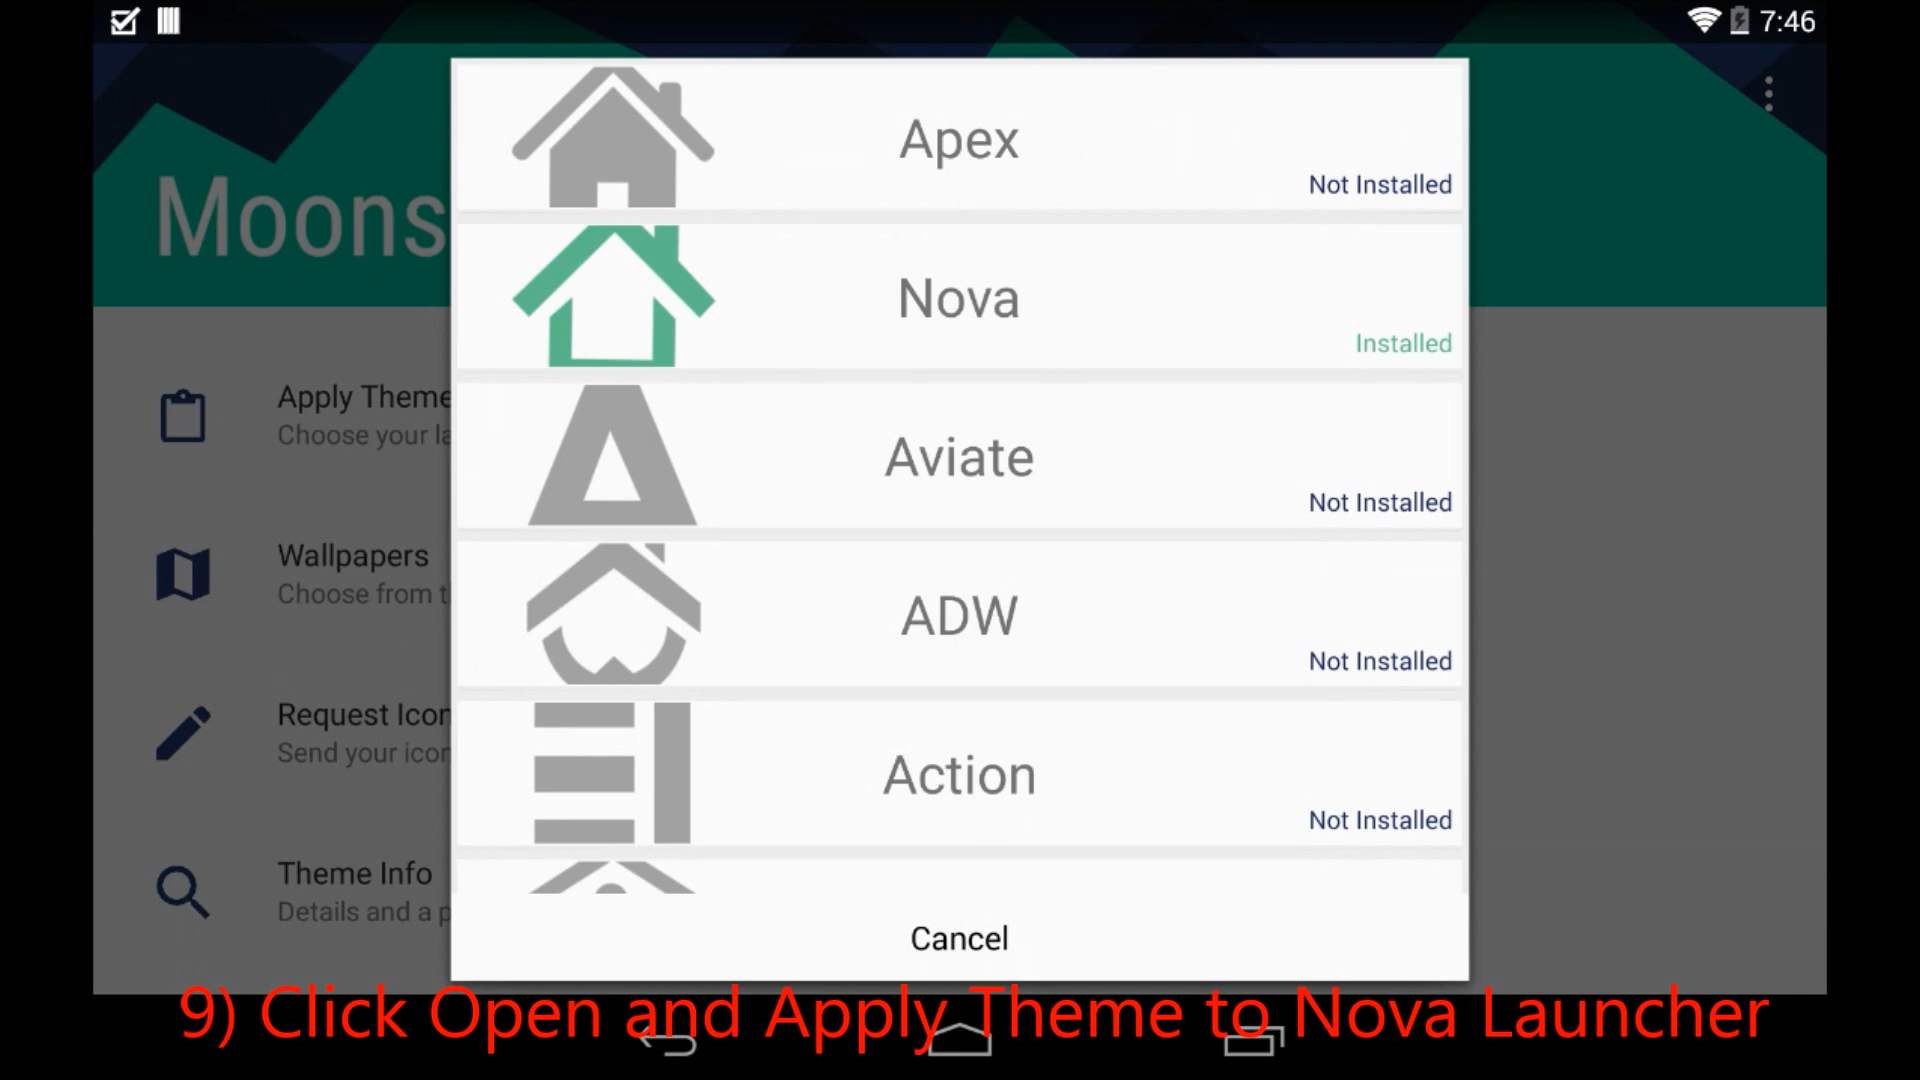 7:46
Moons
Apex
Not Installed
Nova
Installed
Apply Theme
Choose your la
Aviate
Not Installed
Wallpapers
Choose from t
ADW
Not Installed
Request Icon
Send your icon
Action
Not Installed
Theme Info
Details and a p
Cancel
9) Click Open and Apply Theme to Nova Launcher